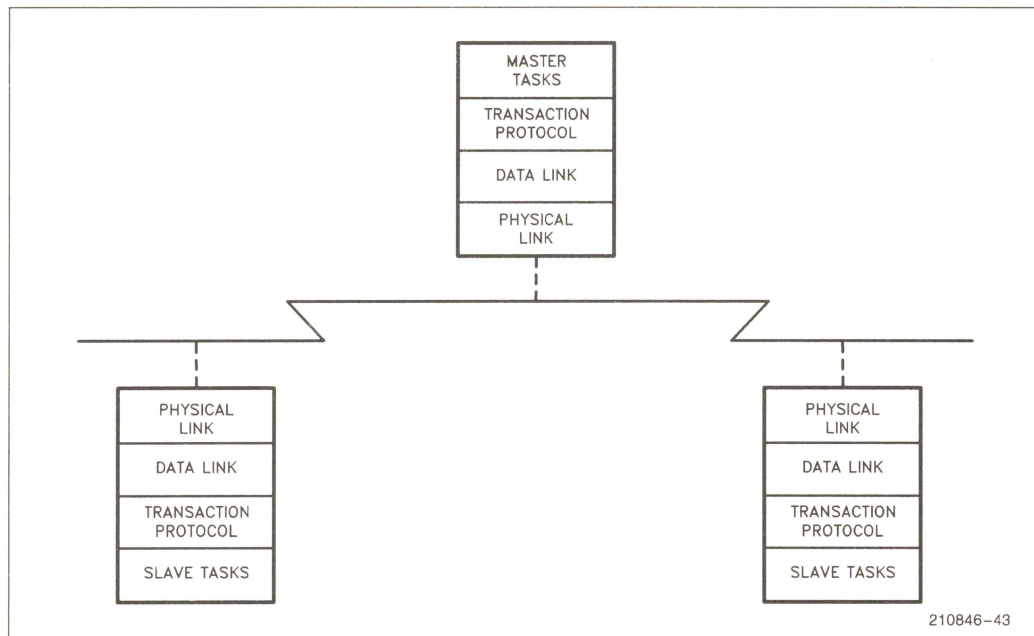 MASTER
TASKS
TRANSACTION
PROTOCOL
DATA LINK
PHYSICAL
LINK
PHYSICAL
LINK
DATA LINK
TRANSACTION
PROTOCOL
SLAVE TASKS
PHYSICAL
LINK
DATA LINK
TRANSACTION
PROTOCOL
SLAVE TASKS
210846-43